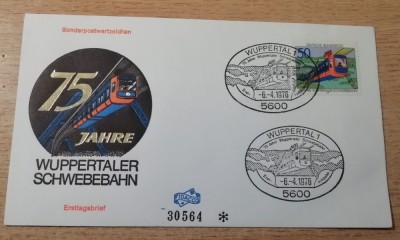 Sonderpostwertzeichen
75
JAHRE
WUPPERTALER
SCHWEBEBAHN
Ersttagsbrief
WUPPERTAL 1
-6.-4.1976
5600
50
WUPPERTAL 1
-6.-4.1976
5600
30564 *